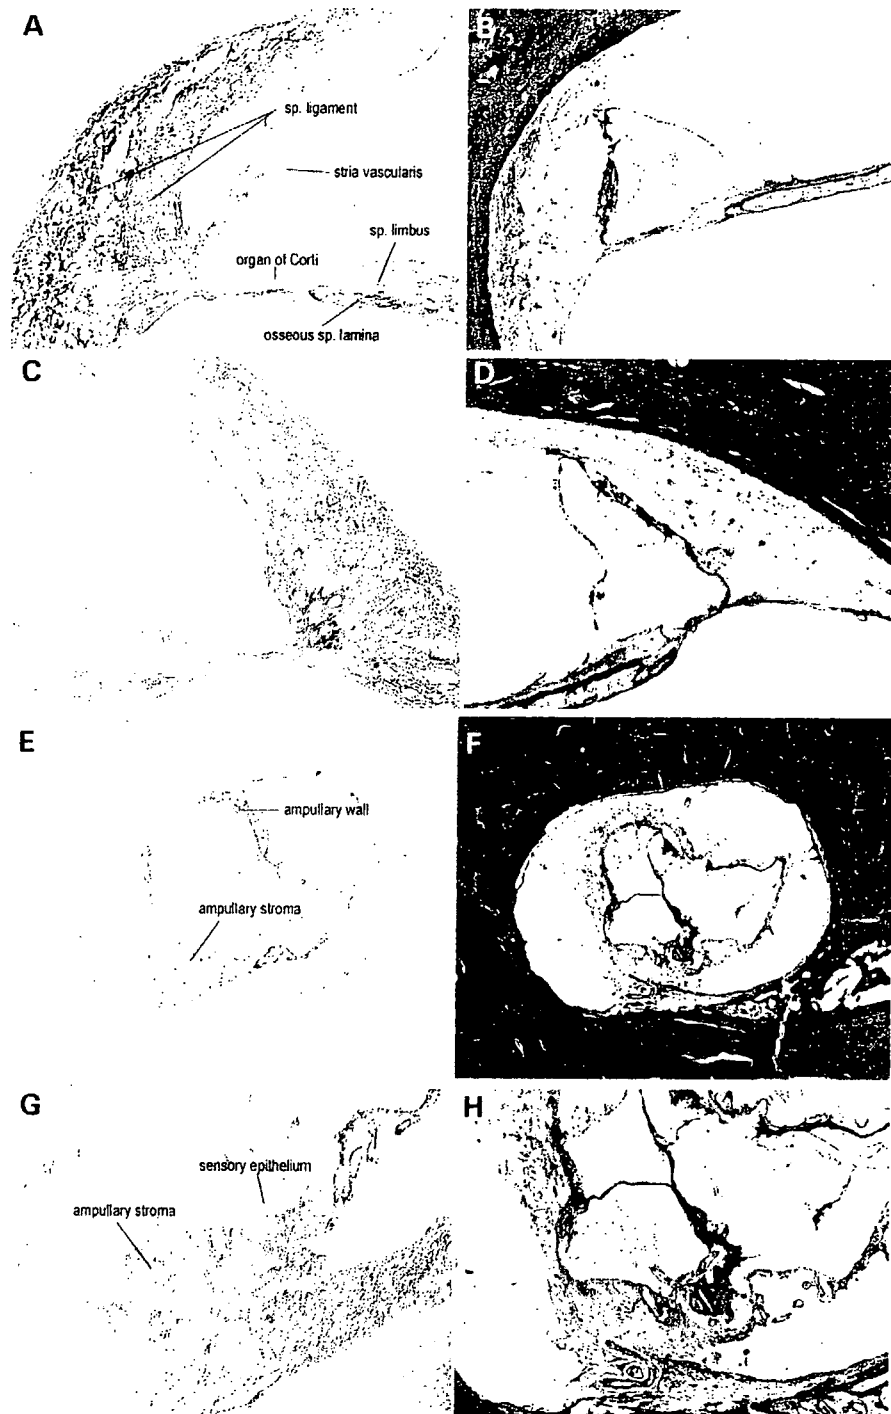 A
sp. ligament
stria vascularis
sp. limbus
organ of Corti
osseous sp. lamina
B
C
D
E
ampullary wall
ampullary stroma
F
G
sensory epithelium
ampullary stroma
H